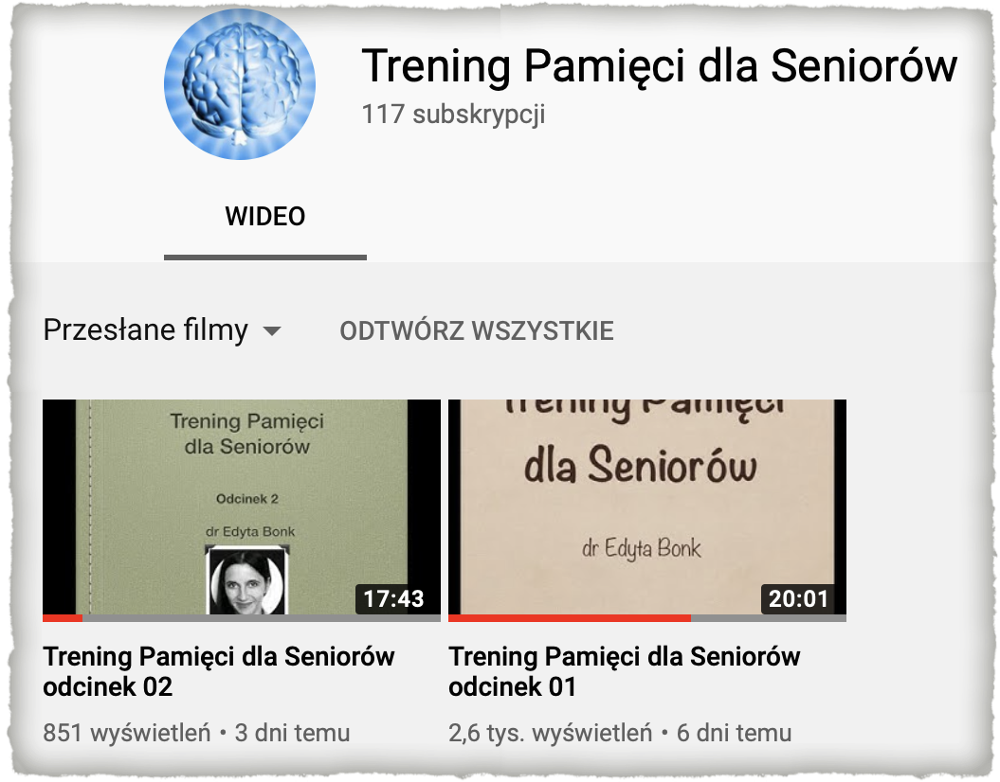 Trening Pamięci dla Seniorów
117 subskrypcji
WIDEO
Przesłane filmy
ODTWÓRZ WSZYSTKIE
Trening Pamięci
dla Seniorów
Odcinek 2
dr Edyta Bonk
17:43
Trening Pamięci
dla Seniorów
dr Edyta Bonk
20:01
Trening Pamięci dla Seniorów
odcinek 02
851 wyświetleń • 3 dni temu
Trening Pamięci dla Seniorów
odcinek 01
2,6 tys. wyświetleń • 6 dni temu